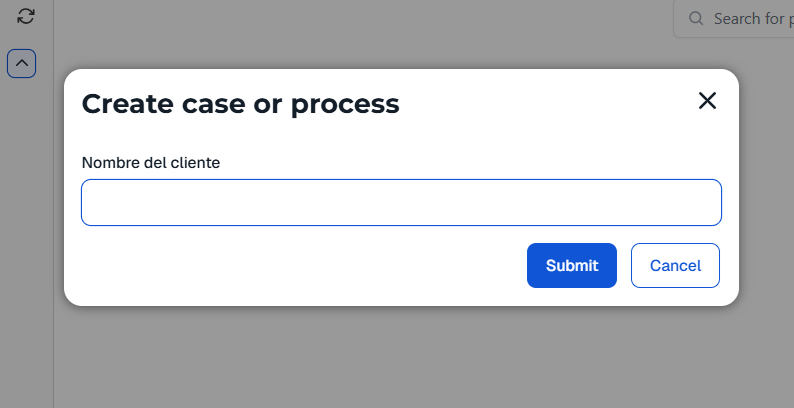 Search for
Create case or process
Nombre del cliente
Submit
Cancel